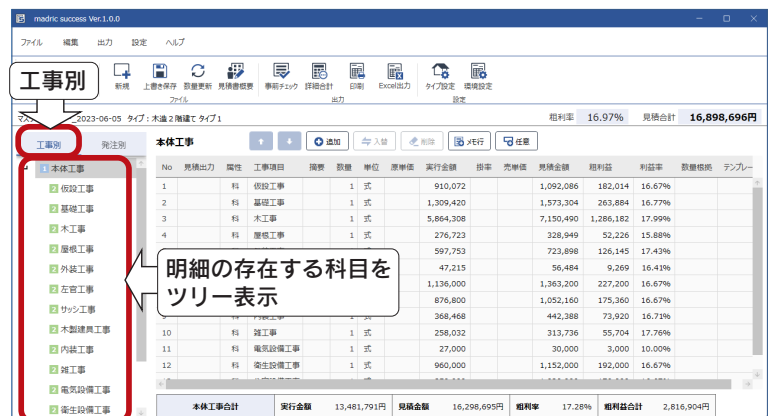 madric success Ver.1.0.0
ファイル 編集 出力 設定 ヘルプ
工事別
新規 上書き保存 数量更新 見積書概要 事前チェック 詳細合計 印刷 Excel出力 タイプ設定 環境設定
ファイル 出力 設定
2023-06-05 タイプ：木造2階建て タイプ1 粗利率 16.97% 見積合計 16,898,696円
工事別 発注別 本体工事 追加 入替 削除 メモ行 任意
No 見積出力 属性 工事項目 摘要 数量 単位 原単価 実行金額 掛率 売単価 見積金額 粗利益 利益率 数量根拠 テンプレー
1 本体工事
2 仮設工事
2 基礎工事
2 木工事
2 屋根工事
2 外装工事
2 左官工事
2 サッシ工事
2 木製建具工事
2 内装工事
2 雑工事
2 電気設備工事
2 衛生設備工事
1 科 仮設工事 1 式 910,072 1,092,086 182,014 16.67%
2 科 基礎工事 1 式 1,309,420 1,573,304 263,884 16.77%
3 科 木工事 1 式 5,864,308 7,150,490 1,286,182 17.99%
4 科 屋根工事 1 式 276,723 328,949 52,226 15.88%
597,753 723,898 126,145 17.43%
47,215 56,484 9,269 16.41%
1,136,000 1,363,200 227,200 16.67%
876,800 1,052,160 175,360 16.67%
368,468 442,388 73,920 16.71%
10 科 雑工事 1 式 258,032 313,736 55,704 17.76%
11 科 電気設備工事 1 式 27,000 30,000 3,000 10.00%
12 科 衛生設備工事 1 式 960,000 1,152,000 192,000 16.67%
明細の存在する科目を
ツリー表示
本体工事合計 実行金額 13,481,791円 見積金額 16,298,695円 粗利率 17.28% 粗利益合計 2,816,904円